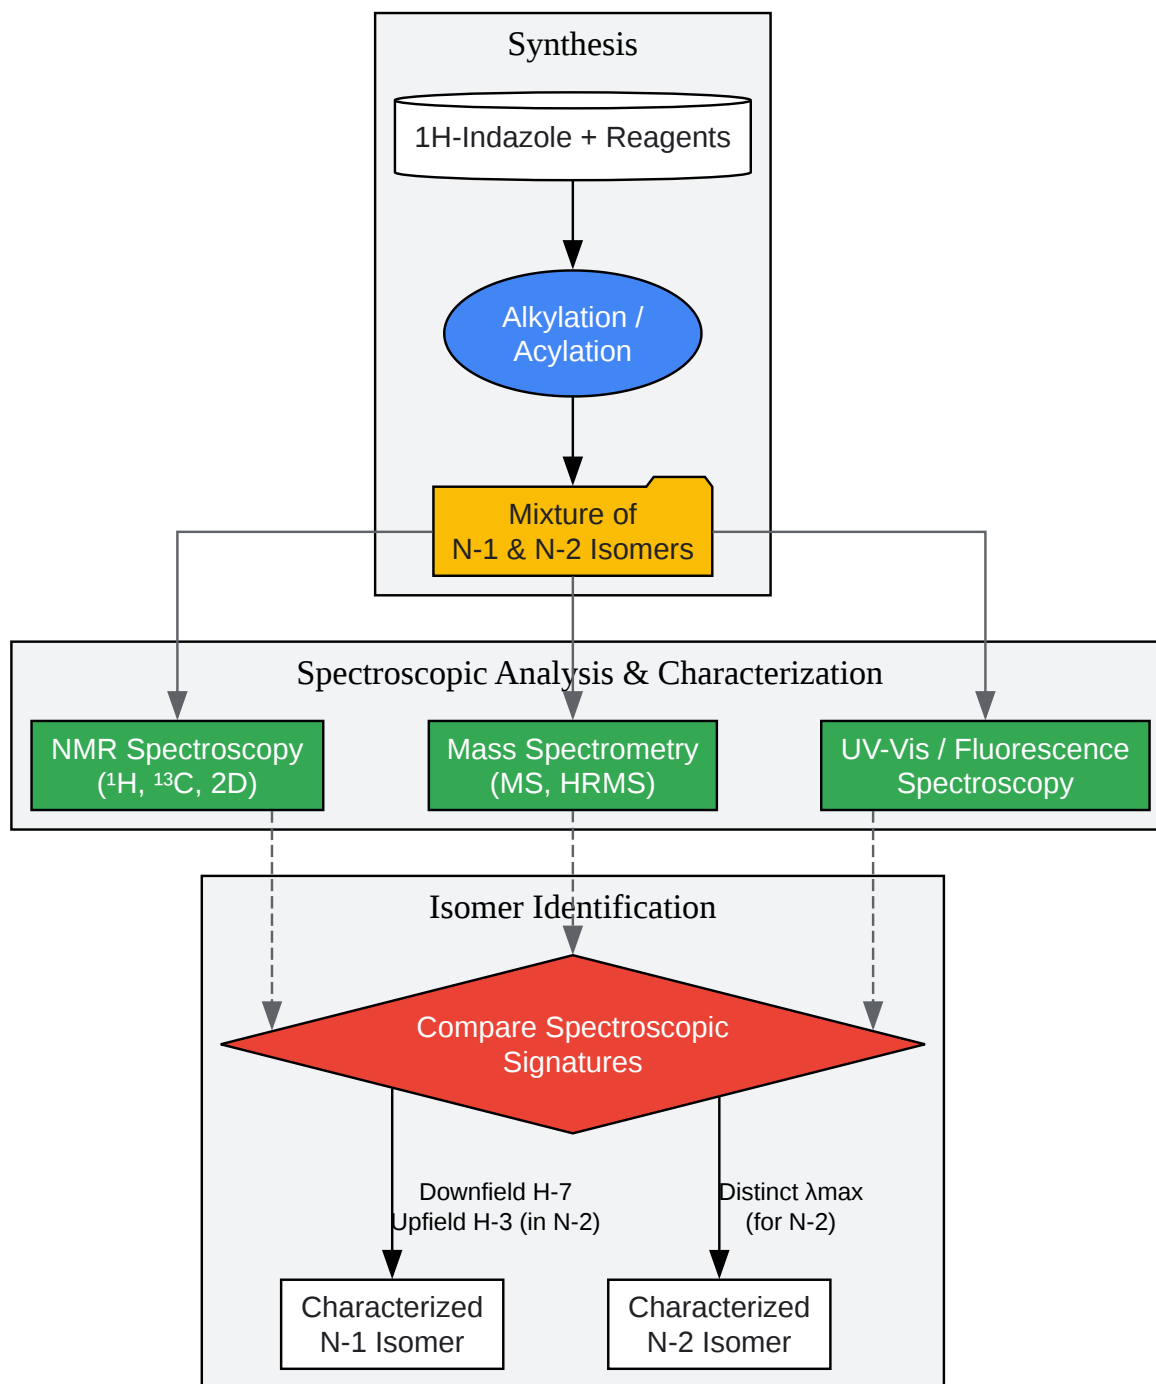 Synthesis
1H-Indazole + Reagents
Alkylation /
Acylation
Mixture of
N-1 & N-2 Isomers
Spectroscopic Analysis & Characterization
NMR Spectroscopy
(¹H, ¹³C, 2D)
Mass Spectrometry
(MS, HRMS)
UV-Vis / Fluorescence
Spectroscopy
Isomer Identification
Compare Spectroscopic
Signatures
Downfield H-7
Upfield H-3 (in N-2)
Distinct λmax
(for N-2)
Characterized
N-1 Isomer
Characterized
N-2 Isomer